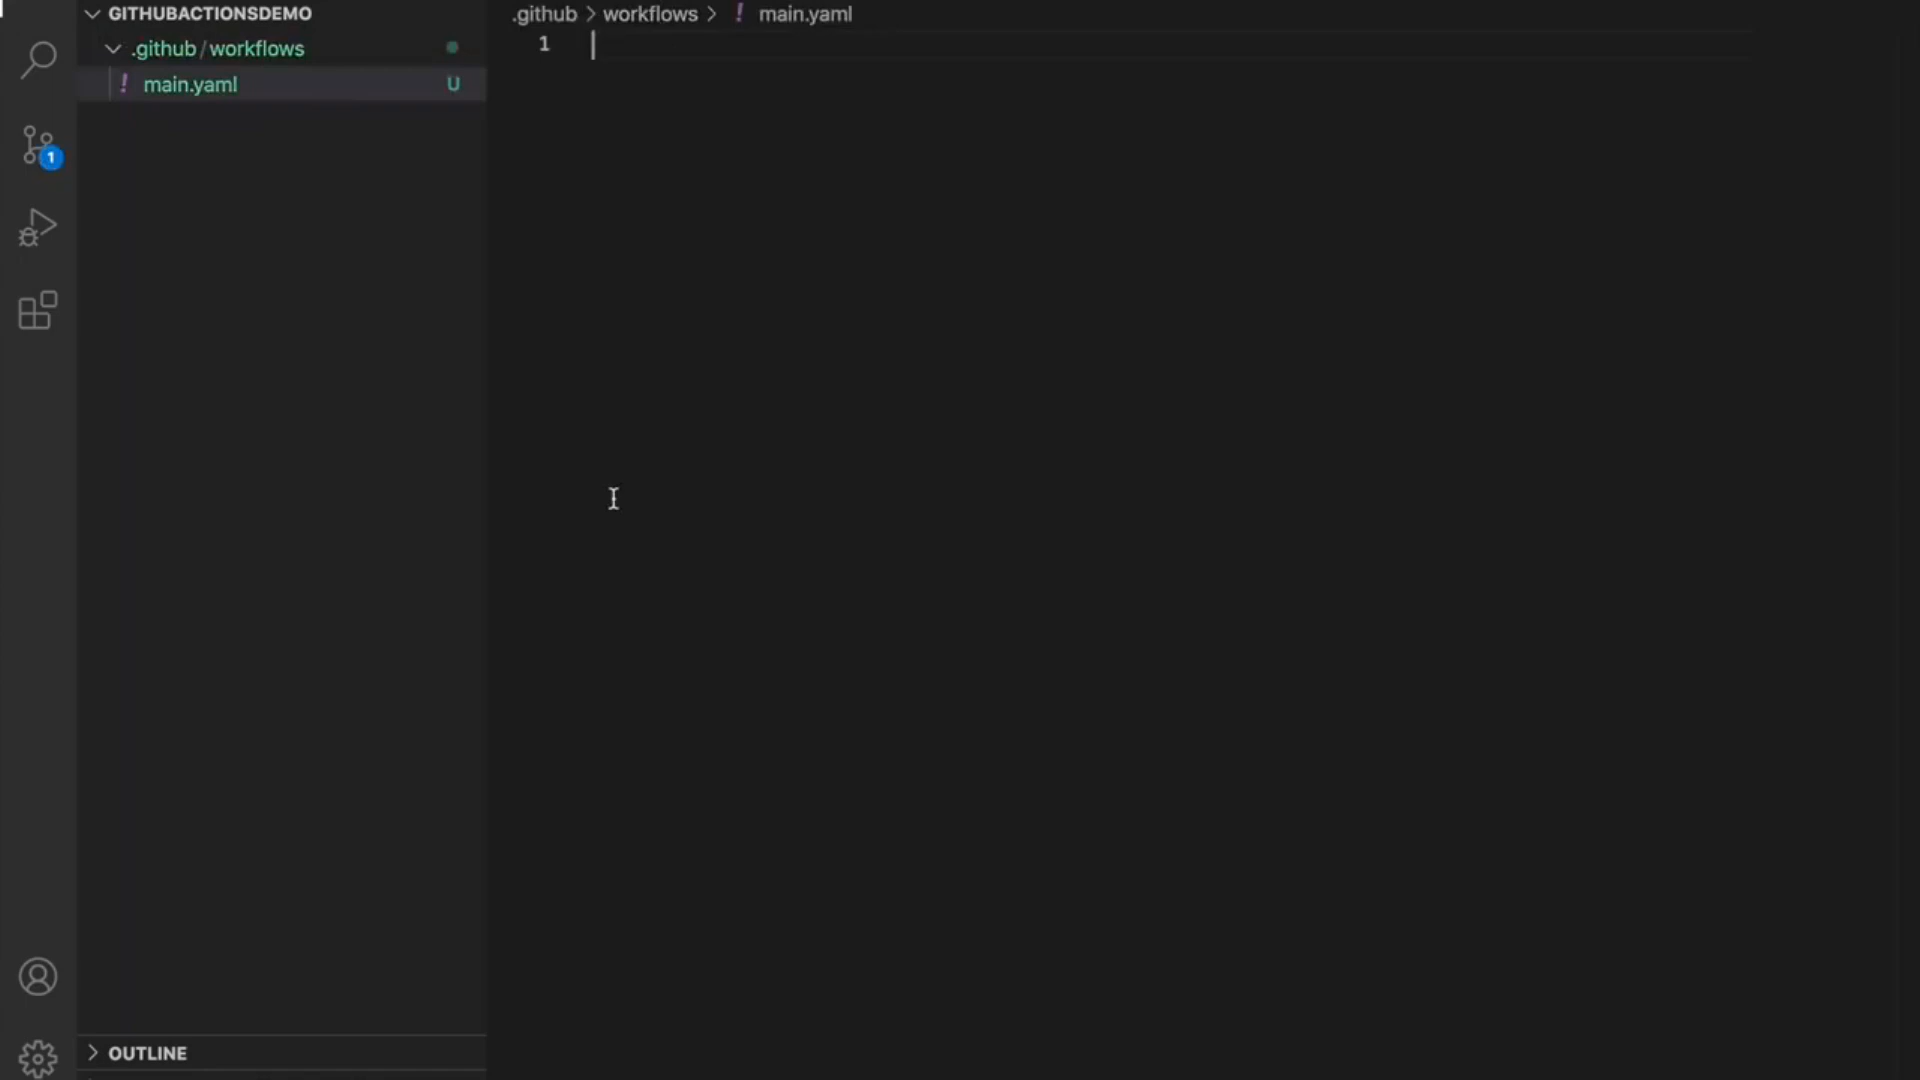 GITHUBACTIONSDEMO
.github / workflows
! main.yaml U
1
OUTLINE
.github > workflows > ! main.yaml
1